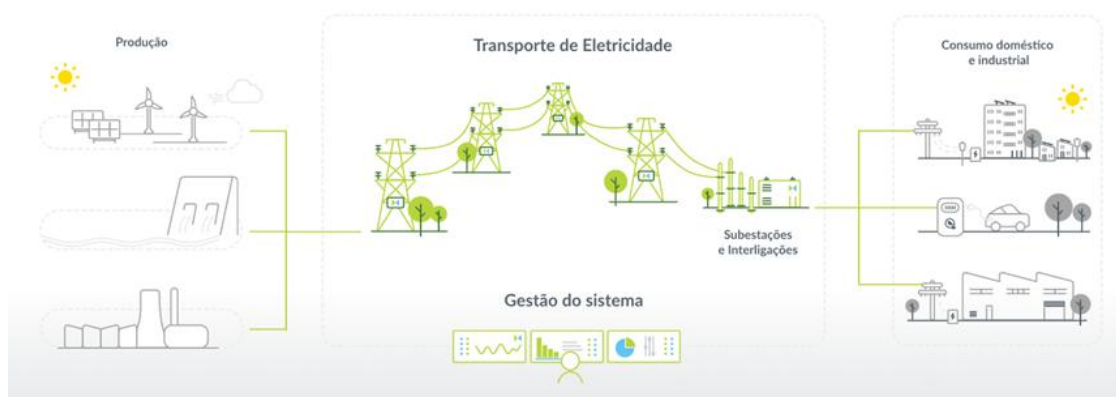 Produção
Transporte de Eletricidade
Consumo doméstico
e industrial
Subestações
e Interligações
Gestão do sistema